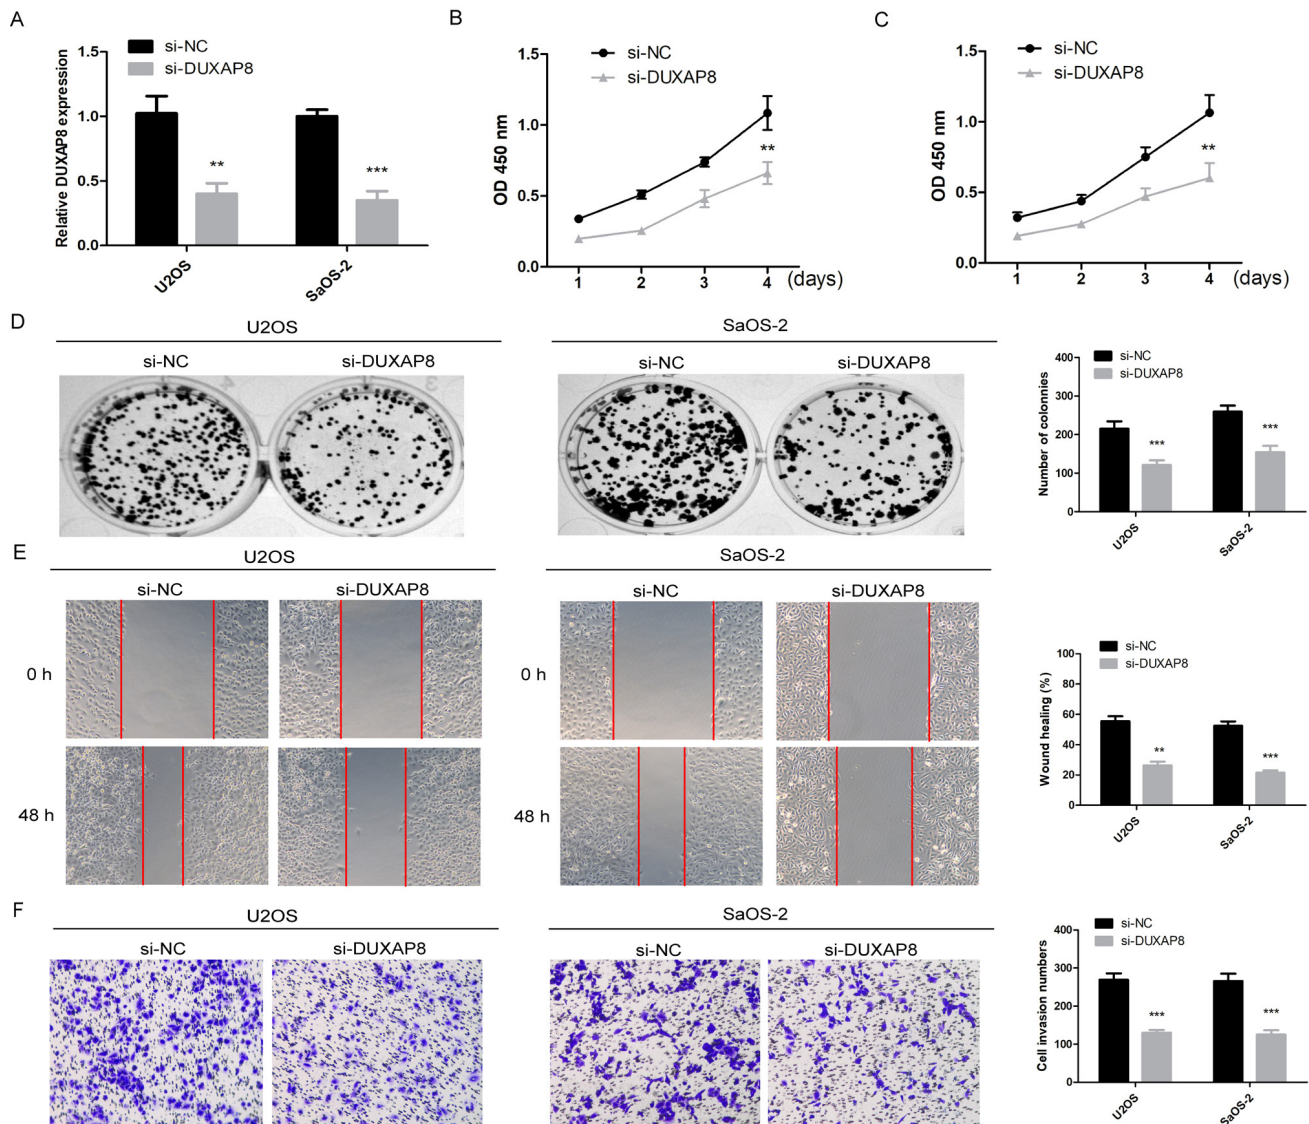 A
si-NC
si-DUXAP8
Relative DUXAP8 expression
1.5
1.0
0.5
0.0
**
***
U2OS
SaOS-2
B
si-NC
si-DUXAP8
OD 450 nm
1.5
1.0
0.5
0.0
**
1 2 3 4 (days)
C
si-NC
si-DUXAP8
OD 450 nm
1.5
1.0
0.5
0.0
**
1 2 3 4 (days)
D
U2OS
si-NC si-DUXAP8
SaOS-2
si-NC si-DUXAP8
Number of colonnies
400
300
200
100
0
si-NC
si-DUXAP8
***
***
U2OS
SaOS-2
E
U2OS
si-NC si-DUXAP8
SaOS-2
si-NC si-DUXAP8
0 h
0 h
48 h
48 h
Wound healing (%)
100
80
60
40
20
0
si-NC
si-DUXAP8
**
***
U2OS
SaOS-2
F
U2OS
si-NC si-DUXAP8
SaOS-2
si-NC si-DUXAP8
Cell invasion numbers
400
300
200
100
0
si-NC
si-DUXAP8
***
***
U2OS
SaOS-2